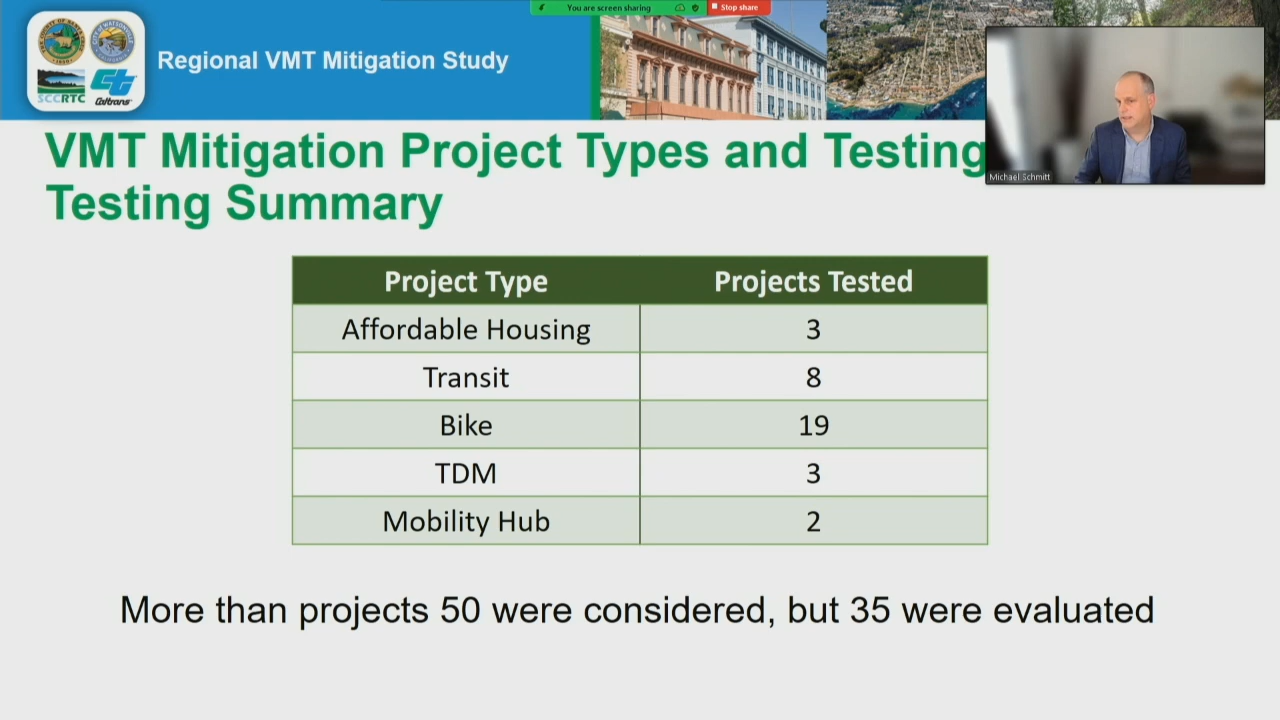 You are screen sharing
Stop share
Regional VMT Mitigation Study
SCCRTC
Caltrans
VMT Mitigation Project Types and Testing
Testing Summary
Michael Schmitt
Project Type Projects Tested
Affordable Housing 3
Transit 8
Bike 19
TDM 3
Mobility Hub 2
More than projects 50 were considered, but 35 were evaluated